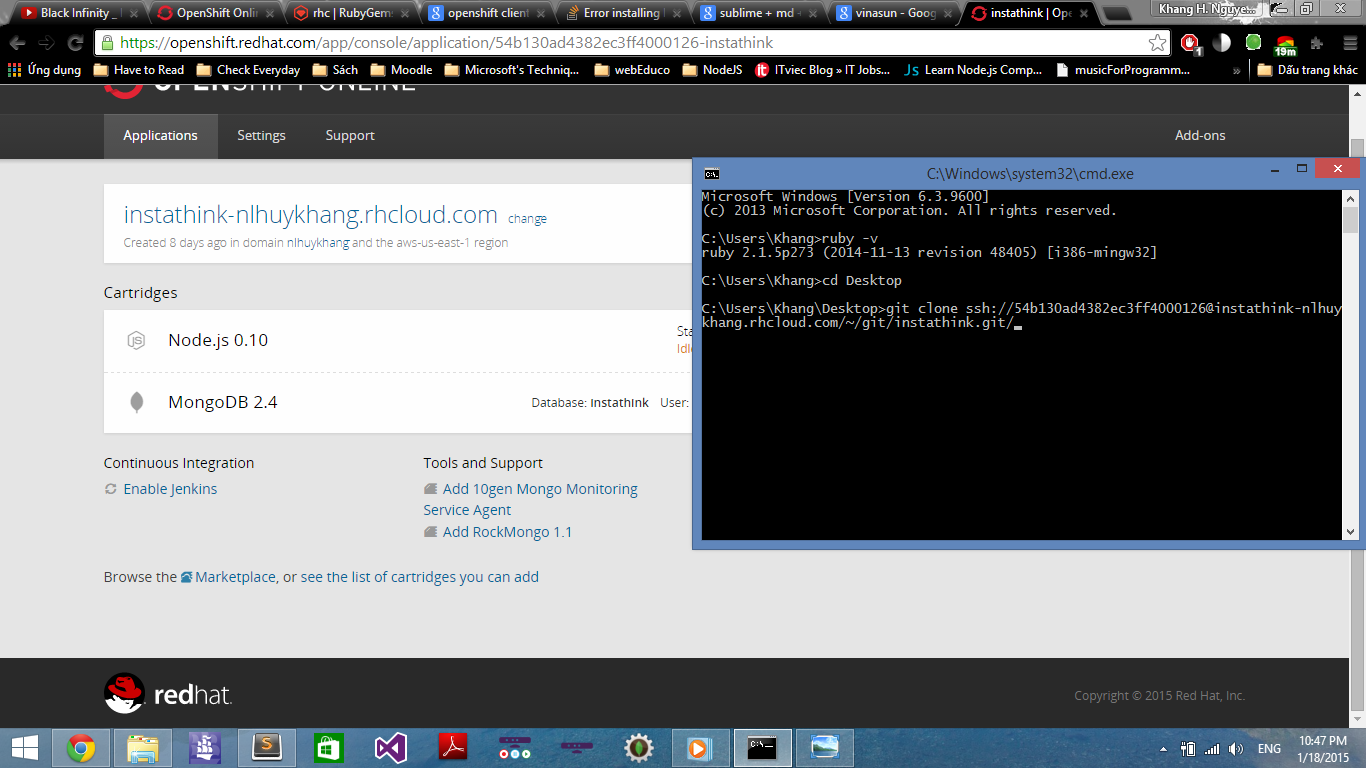 Black Infinity _
OpenShift Onli
rhc | RubyGem
openshift client
Error installing
sublime + md +
vinasun - Goog
instathink | Ope
Khang H. Nguye...
https://openshift.redhat.com/app/console/application/54b130ad4382ec3ff4000126-instathink
1
19m
Ứng dụng
Have to Read
Check Everyday
Sách
Moodle
Microsoft's Techniq...
webEduco
NodeJS
ITviec Blog » IT Jobs...
Learn Node.js Comp...
musicForProgramm...
»
Dấu trang khác
OPENSHIFT ONLINE
Applications
Settings
Support
Add-ons
instathink-nlhuykhang.rhcloud.com change
Created 8 days ago in domain nlhuykhang and the aws-us-east-1 region
Cartridges
Node.js 0.10
Sta
Idle
MongoDB 2.4
Database: instathink User:
Continuous Integration
Enable Jenkins
Tools and Support
Add 10gen Mongo Monitoring
Service Agent
Add RockMongo 1.1
Browse the Marketplace, or see the list of cartridges you can add
C:\Windows\system32\cmd.exe
Microsoft Windows [Version 6.3.9600]
(c) 2013 Microsoft Corporation. All rights reserved.
C:\Users\Khang>ruby -v
ruby 2.1.5p273 (2014-11-13 revision 48405) [i386-mingw32]
C:\Users\Khang>cd Desktop
C:\Users\Khang\Desktop>git clone ssh://54b130ad4382ec3ff4000126@instathink-nlhuy
khang.rhcloud.com/~/git/instathink.git/
redhat.
Copyright © 2015 Red Hat, Inc.
ENG
10:47 PM
1/18/2015